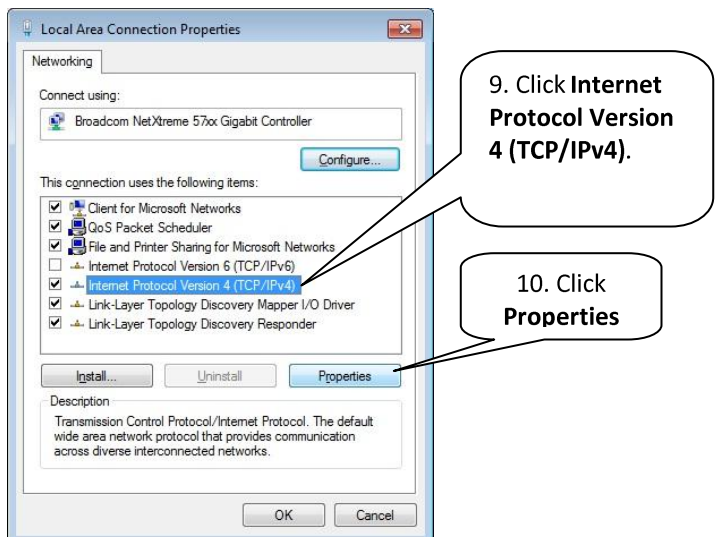 Local Area Connection Properties
Networking
Connect using:
Broadcom NetXtreme 57xx Gigabit Controller
Configure...
This connection uses the following items:
Client for Microsoft Networks
QoS Packet Scheduler
File and Printer Sharing for Microsoft Networks
Internet Protocol Version 6 (TCP/IPv6)
Internet Protocol Version 4 (TCP/IPv4)
Link-Layer Topology Discovery Mapper I/O Driver
Link-Layer Topology Discovery Responder
Install...
Uninstall
Properties
Description
Transmission Control Protocol/Internet Protocol. The default
wide area network protocol that provides communication
across diverse interconnected networks.
OK
Cancel
9. Click Internet
Protocol Version
4 (TCP/IPv4).
10. Click
Properties